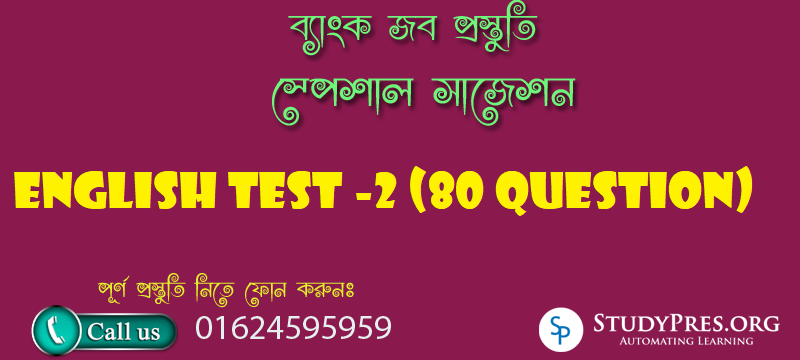 ব্যাংক জব প্রস্তুতি
স্পেশাল সাজেশন
ENGLISH TEST -2 (80 QUESTION)
পূর্ণ প্রস্তুতি নিতে ফোন করুনঃ
Call us 01624595959
SP STUDYPRES.ORG
AUTOMATING LEARNING